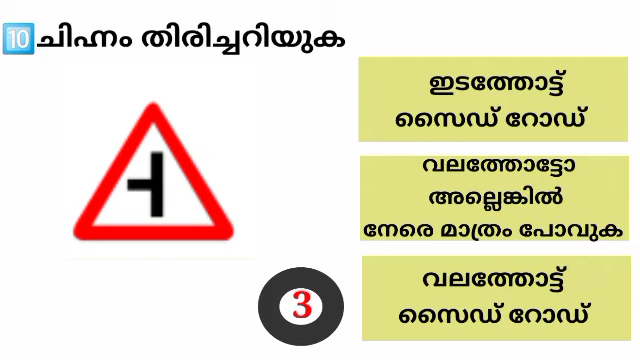 🔟ചിഹ്നം തിരിച്ചറിയുക
ഇടത്തോട്ട്
സൈഡ് റോഡ്
വലത്തോട്ടോ
അല്ലെങ്കിൽ
നേരെ മാത്രം പോവുക
3
വലത്തോട്ട്
സൈഡ് റോഡ്